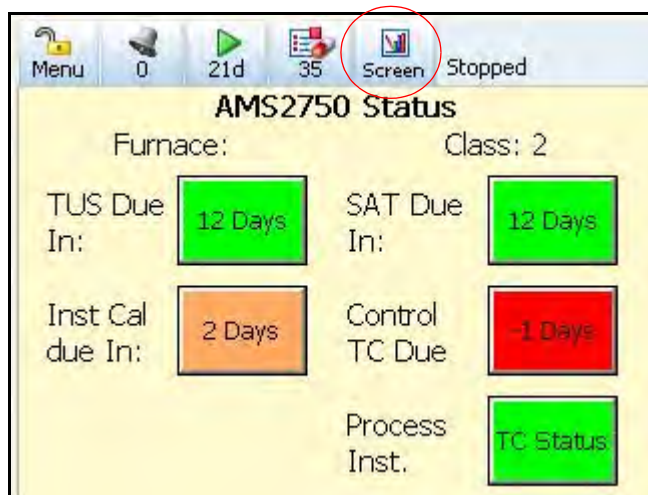 Menu 0 21d 35 Screen Stopped
AMS2750 Status
Furnace: Class: 2
TUS Due In: 12 Days SAT Due In: 12 Days
Inst Cal due In: 2 Days Control TC Due -1 Days
Process Inst. TC Status